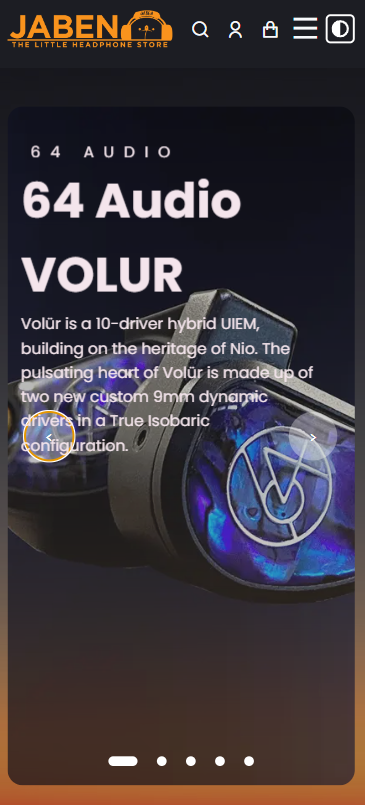 JABEN
THE LITTLE HEADPHONE STORE
64 AUDIO
64 Audio
VOLUR
Volür is a 10-driver hybrid UIEM,
building on the heritage of Nio. The
pulsating heart of Volür is made up of
two new custom 9mm dynamic
drivers in a True Isobaric
configuration.